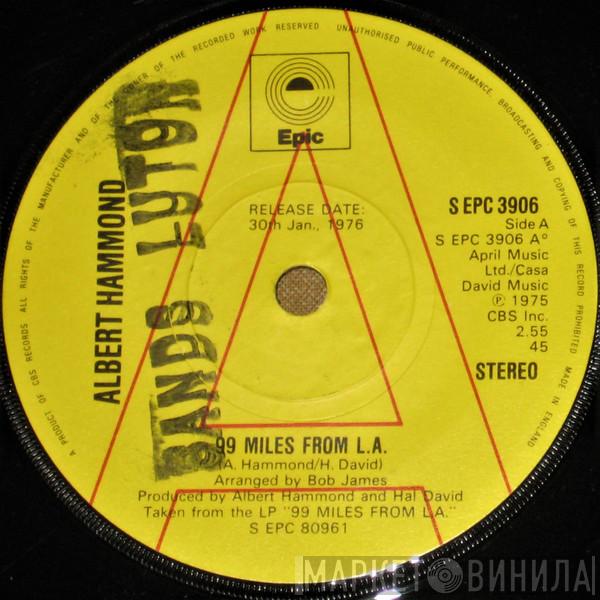 A PRODUCT OF CBS RECORDS ALL RIGHTS OF THE MANUFACTURER AND OF THE OWNER OF THE RECORDED WORK RESERVED. UNAUTHORISED PUBLIC PERFORMANCE, BROADCASTING AND COPYING OF THIS RECORD PROHIBITED MADE IN ENGLAND
Epic
ALBERT HAMMOND
BANDS LUTON
RELEASE DATE:
30th Jan., 1976
S EPC 3906
Side A
S EPC 3906 A°
April Music
Ltd./Casa
David Music
℗ 1975
CBS Inc.
2.55
45
STEREO
99 MILES FROM L.A.
(A. Hammond/H. David)
Arranged by Bob James
Produced by Albert Hammond and Hal David
Taken from the LP "99 MILES FROM L.A."
S EPC 80961
A
МАРКЕТ ВИНИЛА